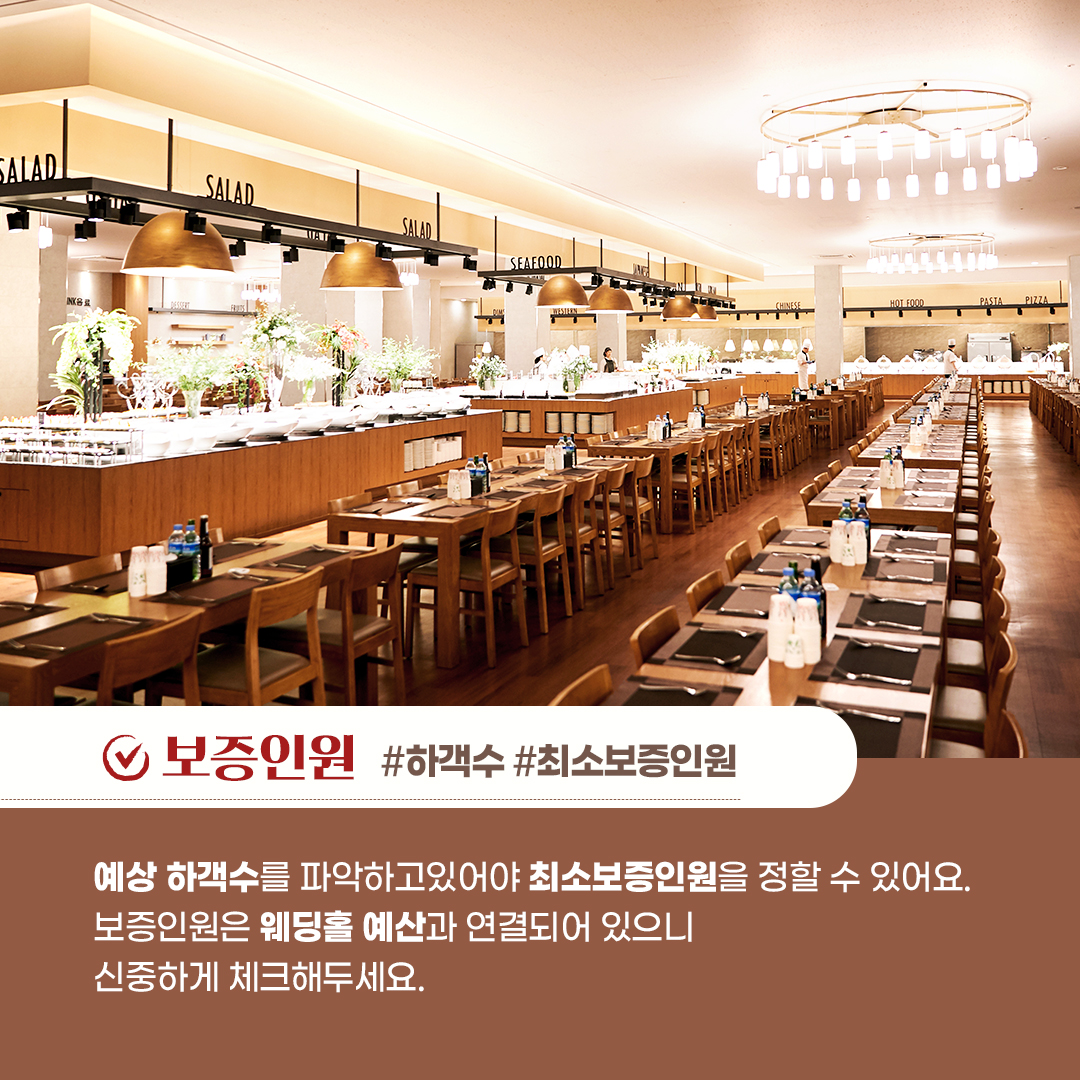 SALAD
SALAD
SALAD
SEAFOOD
DESSERT
FRUITS
WESTERN
CHINESE
HOT FOOD
PASTA
PIZZA
보증인원 #하객수 #최소보증인원
예상 하객수를 파악하고있어야 최소보증인원을 정할 수 있어요.
보증인원은 웨딩홀 예산과 연결되어 있으니
신중하게 체크해두세요.